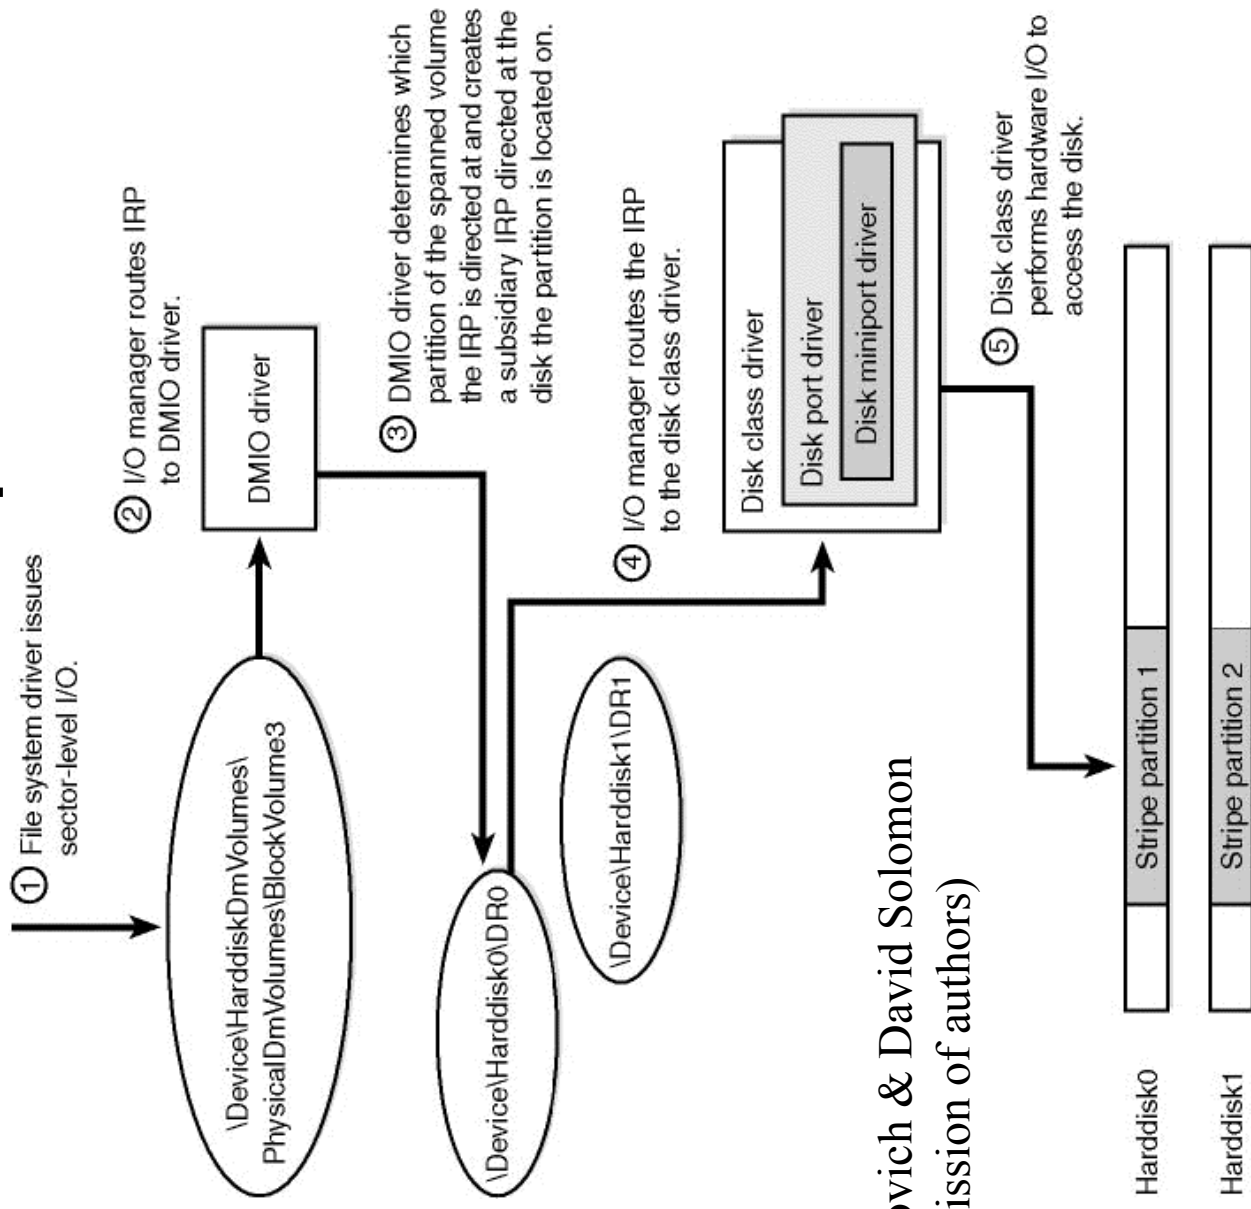 ① File system driver issues
sector-level I/O.
② I/O manager routes IRP
to DMIO driver.
\Device\HarddiskDmVolumes\
PhysicalDmVolumes\BlockVolume3
DMIO driver
③ DMIO driver determines which
partition of the spanned volume
the IRP is directed at and creates
a subsidiary IRP directed at the
disk the partition is located on.
\Device\Harddisk0\DR0
\Device\Harddisk1\DR1
④ I/O manager routes the IRP
to the disk class driver.
Disk class driver
Disk port driver
Disk miniport driver
⑤ Disk class driver
performs hardware I/O to
access the disk.
& David Solomon
of authors)
Harddisk0
Stripe partition 1
Harddisk1
Stripe partition 2